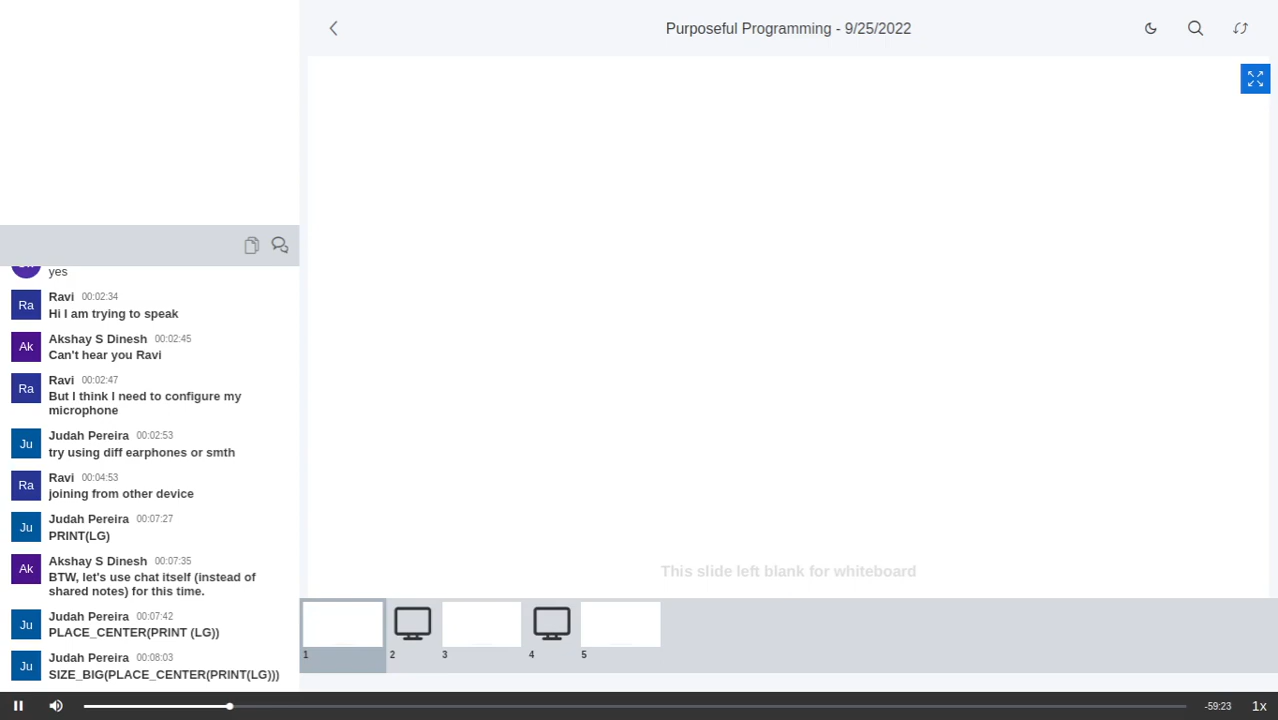 Purposeful Programming - 9/25/2022
yes
Ra
Ravi 00:02:34
Hi I am trying to speak
Ak
Akshay S Dinesh 00:02:45
Can't hear you Ravi
Ra
Ravi 00:02:47
But I think I need to configure my
microphone
Ju
Judah Pereira 00:02:53
try using diff earphones or smth
Ra
Ravi 00:04:53
joining from other device
Ju
Judah Pereira 00:07:27
PRINT(LG)
Ak
Akshay S Dinesh 00:07:35
BTW, let's use chat itself (instead of
shared notes) for this time.
Ju
Judah Pereira 00:07:42
PLACE_CENTER(PRINT (LG))
Ju
Judah Pereira 00:08:03
SIZE_BIG(PLACE_CENTER(PRINT(LG)))
This slide left blank for whiteboard
1 2 3 4 5
-59:23 1x